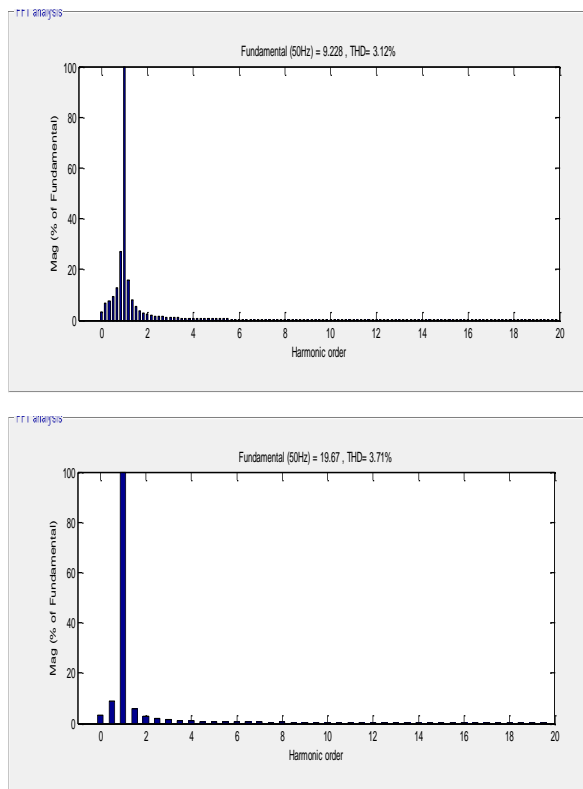 FFT analysis
Fundamental (50Hz) = 9.228 , THD= 3.12%
100
80
60
40
20
0
Mag (% of Fundamental)
0 2 4 6 8 10 12 14 16 18 20
Harmonic order
FFT analysis
Fundamental (50Hz) = 19.67 , THD= 3.71%
100
80
60
40
20
0
Mag (% of Fundamental)
0 2 4 6 8 10 12 14 16 18 20
Harmonic order